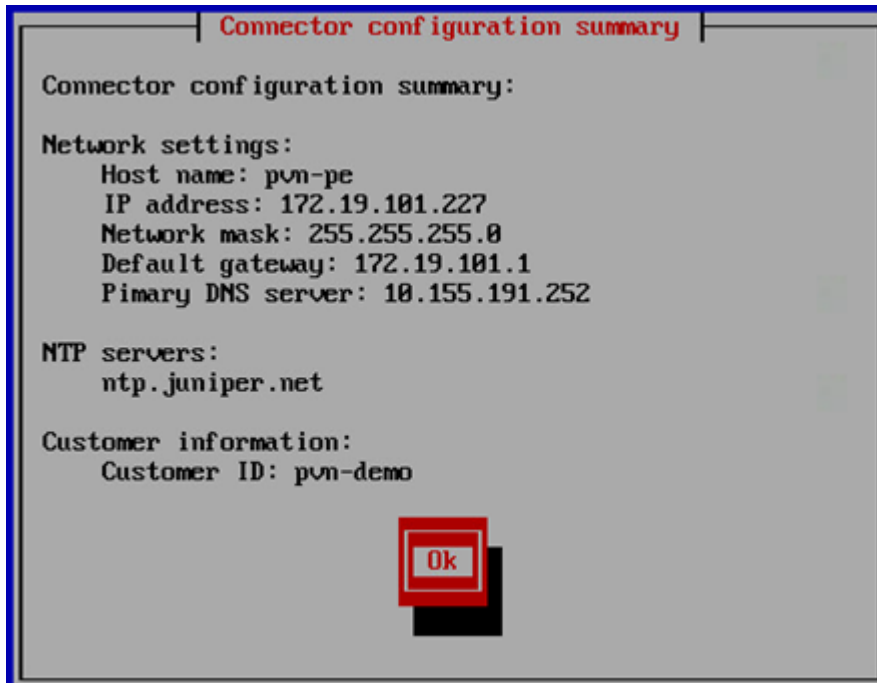 Connector configuration summary
Connector configuration summary:
Network settings:
Host name: pvn-pe
IP address: 172.19.101.227
Network mask: 255.255.255.0
Default gateway: 172.19.101.1
Pimary DNS server: 10.155.191.252
NTP servers:
ntp.juniper.net
Customer information:
Customer ID: pvn-demo
Ok